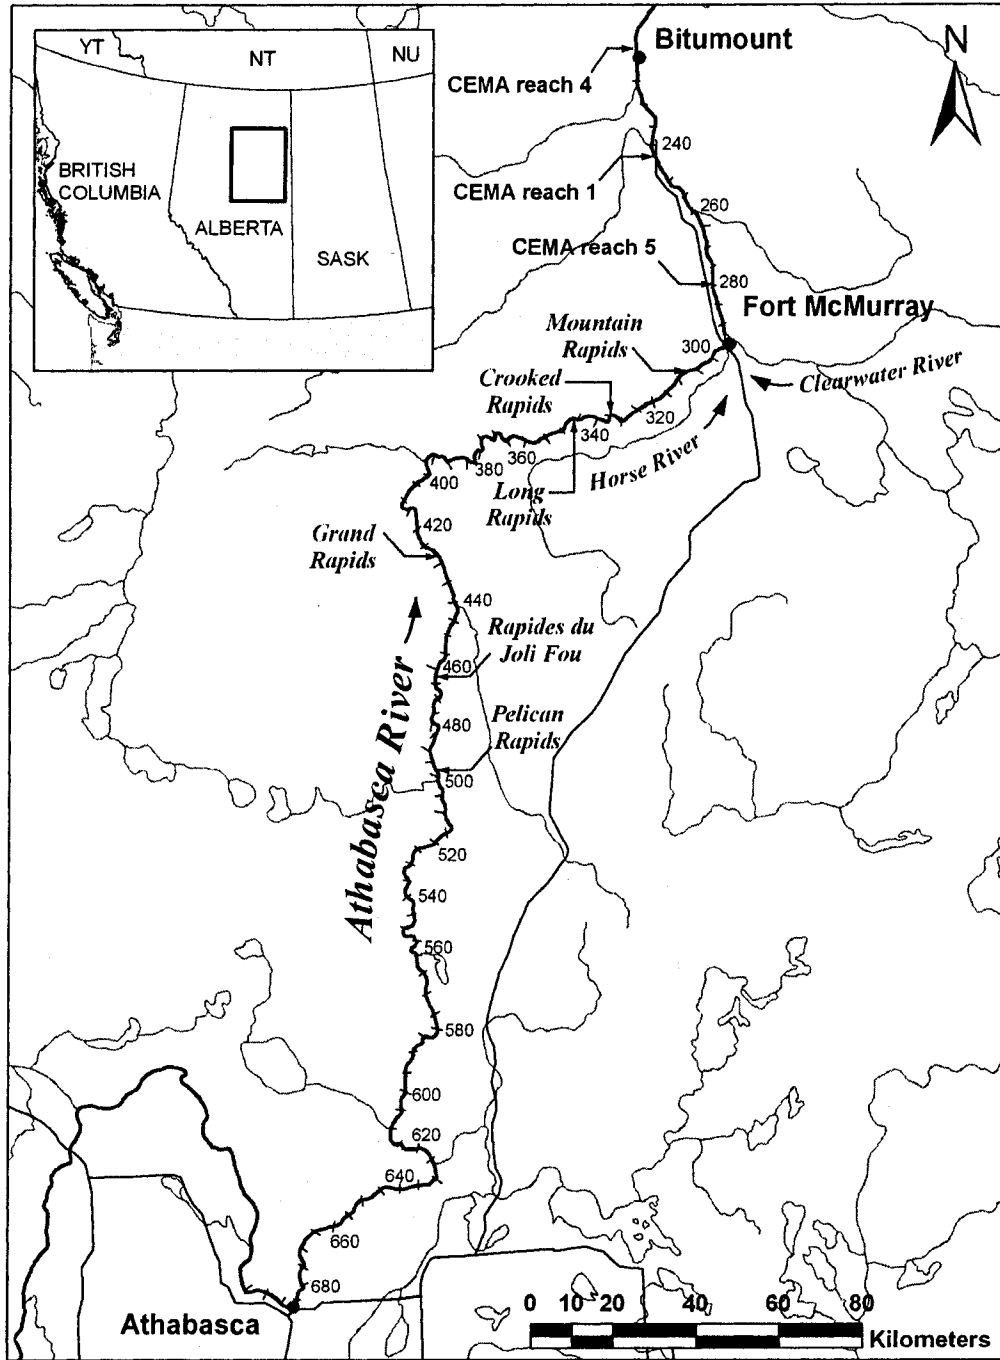 YT
NT
NU
BRITISH
COLUMBIA
ALBERTA
SASK
Bitumount
N
CEMA reach 4
240
CEMA reach 1
260
CEMA reach 5
280
Fort McMurray
Mountain
Rapids
300
Clearwater River
Crooked
Rapids
320
340
360
380
Horse River
400
Long
Rapids
420
Grand
Rapids
440
Rapides du
Joli Fou
460
Athabasca River
480
Pelican
Rapids
500
520
540
560
580
600
620
640
660
680
Athabasca
0 10 20 40 60 80
Kilometers